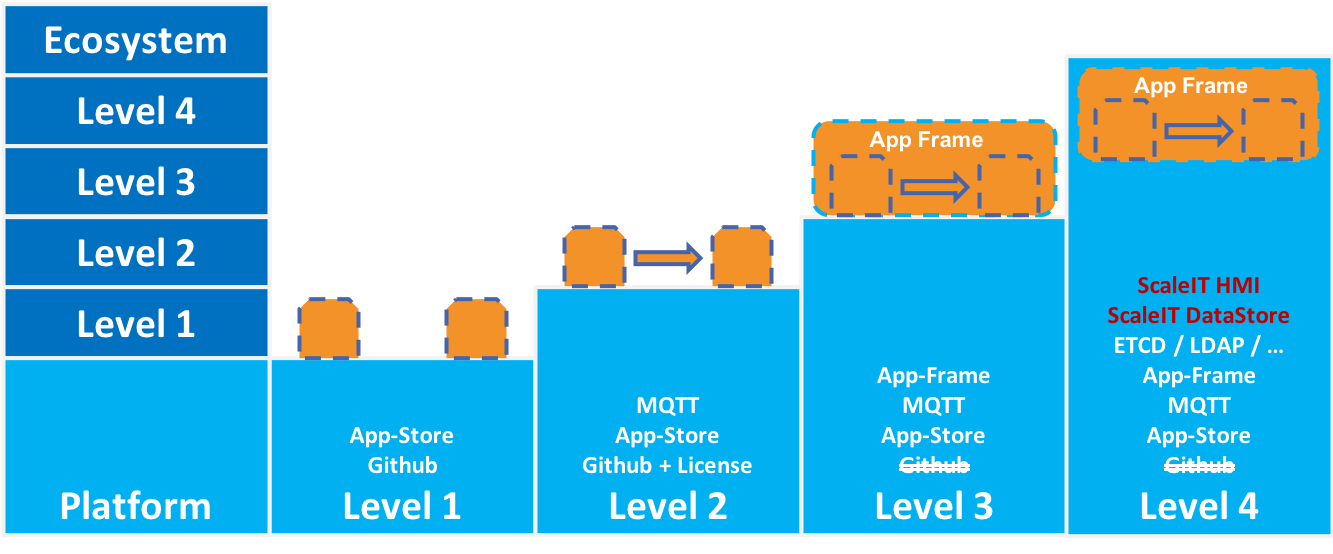 Ecosystem
Level 4
Level 3
Level 2
Level 1
Platform
App-Store
Github
Level 1
MQTT
App-Store
Github + License
Level 2
App Frame
App-Frame
MQTT
App-Store
Github
Level 3
App Frame
ScaleIT HMI
ScaleIT DataStore
ETCD / LDAP / ...
App-Frame
MQTT
App-Store
Github
Level 4